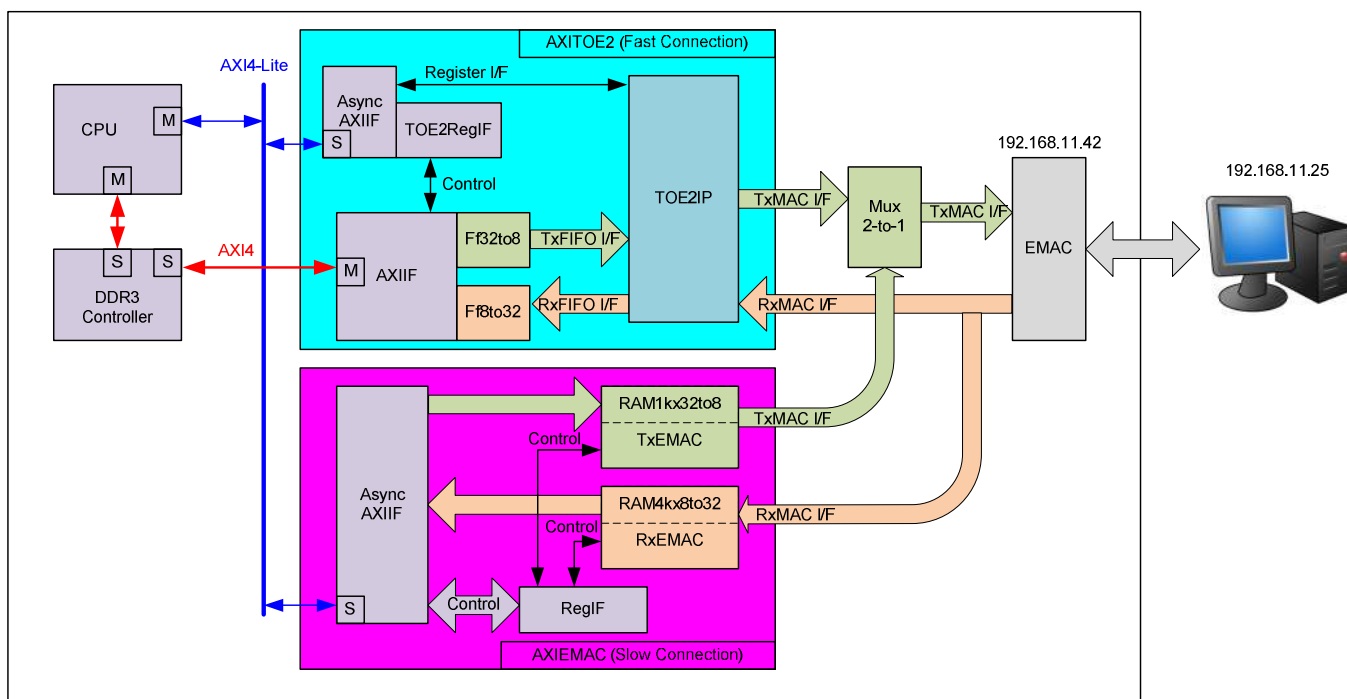 AXITOE2 (Fast Connection)
AXI4-Lite
Register I/F
Async
AXIIF
S
TOE2RegIF
CPU
M
M
Control
TOE2IP
192.168.11.42
192.168.11.25
TxMAC I/F
Mux
2-to-1
TxMAC I/F
EMAC
S
S
DDR3
Controller
AXI4
M
AXIIF
Ff32to8
TxFIFO I/F
Ff8to32
RxFIFO I/F
RxMAC I/F
Async
AXIIF
S
RAM1kx32to8
TxEMAC
TxMAC I/F
Control
RAM4kx8to32
RxEMAC
RxMAC I/F
Control
Control
RegIF
AXIEMAC (Slow Connection)